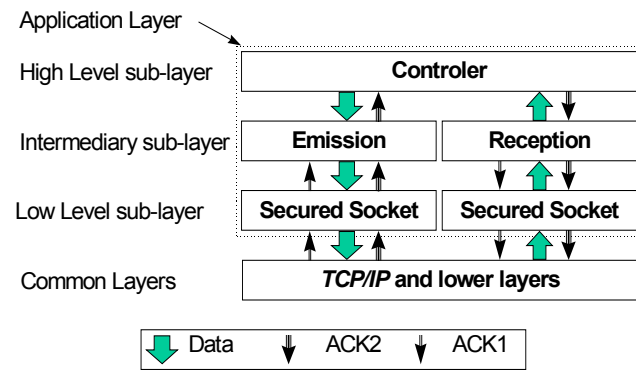 Application Layer
High Level sub-layer
Controler
Intermediary sub-layer
Emission
Reception
Low Level sub-layer
Secured Socket
Secured Socket
Common Layers
TCP/IP and lower layers
Data
ACK2
ACK1